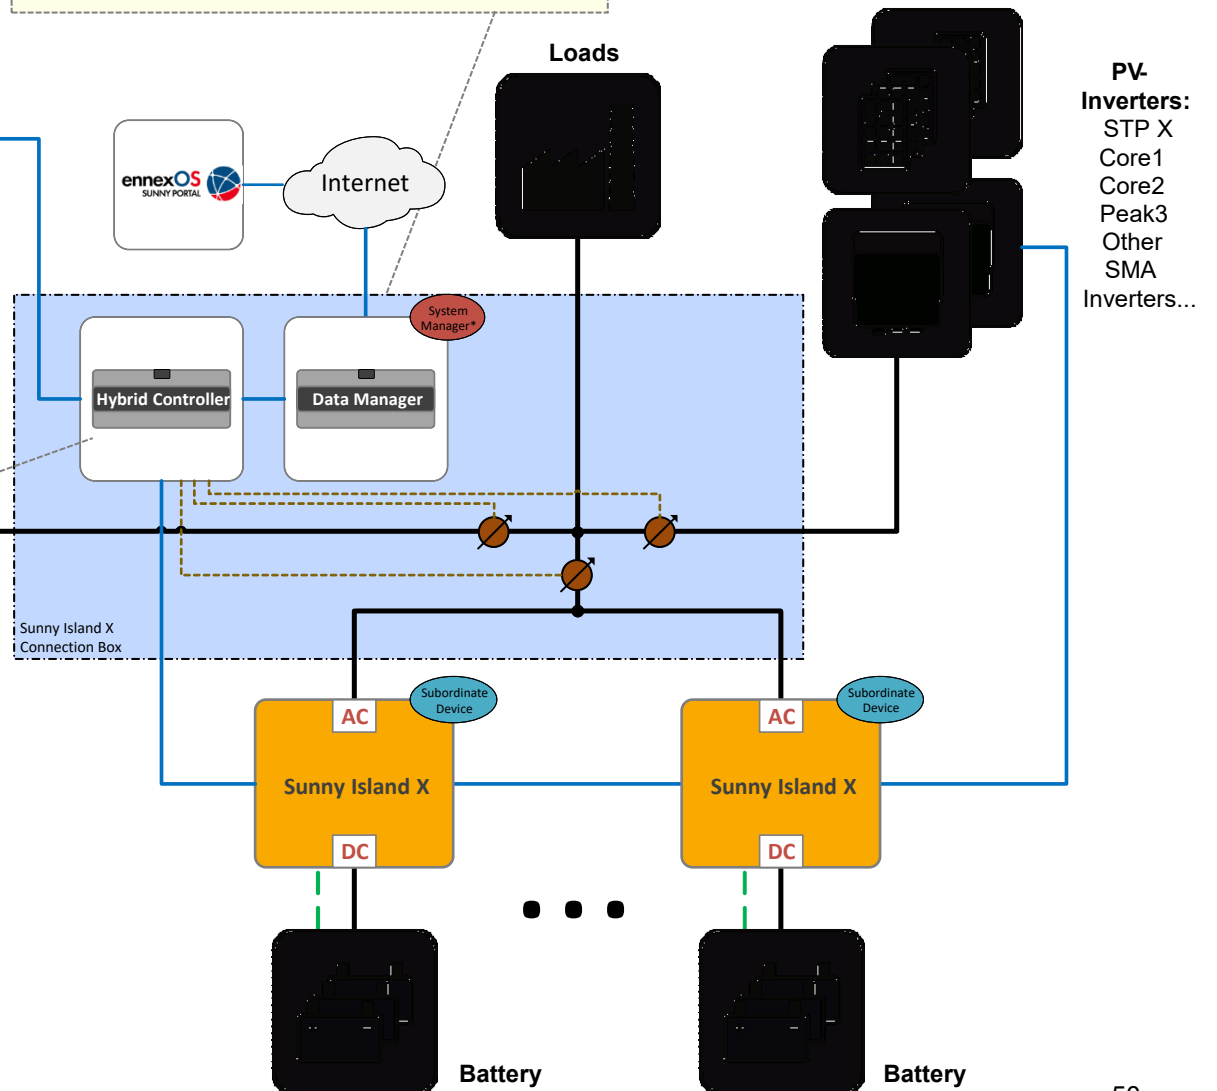 Loads
PV-
Inverters:
STP X
Core1
Core2
Peak3
Other
SMA
Inverters...
ennexOS
SUNNY PORTAL
Internet
System
Manager*
Hybrid Controller
Data Manager
Sunny Island X
Connection Box
Subordinate
Device
Subordinate
Device
AC
AC
Sunny Island X
Sunny Island X
DC
DC
Battery
Battery